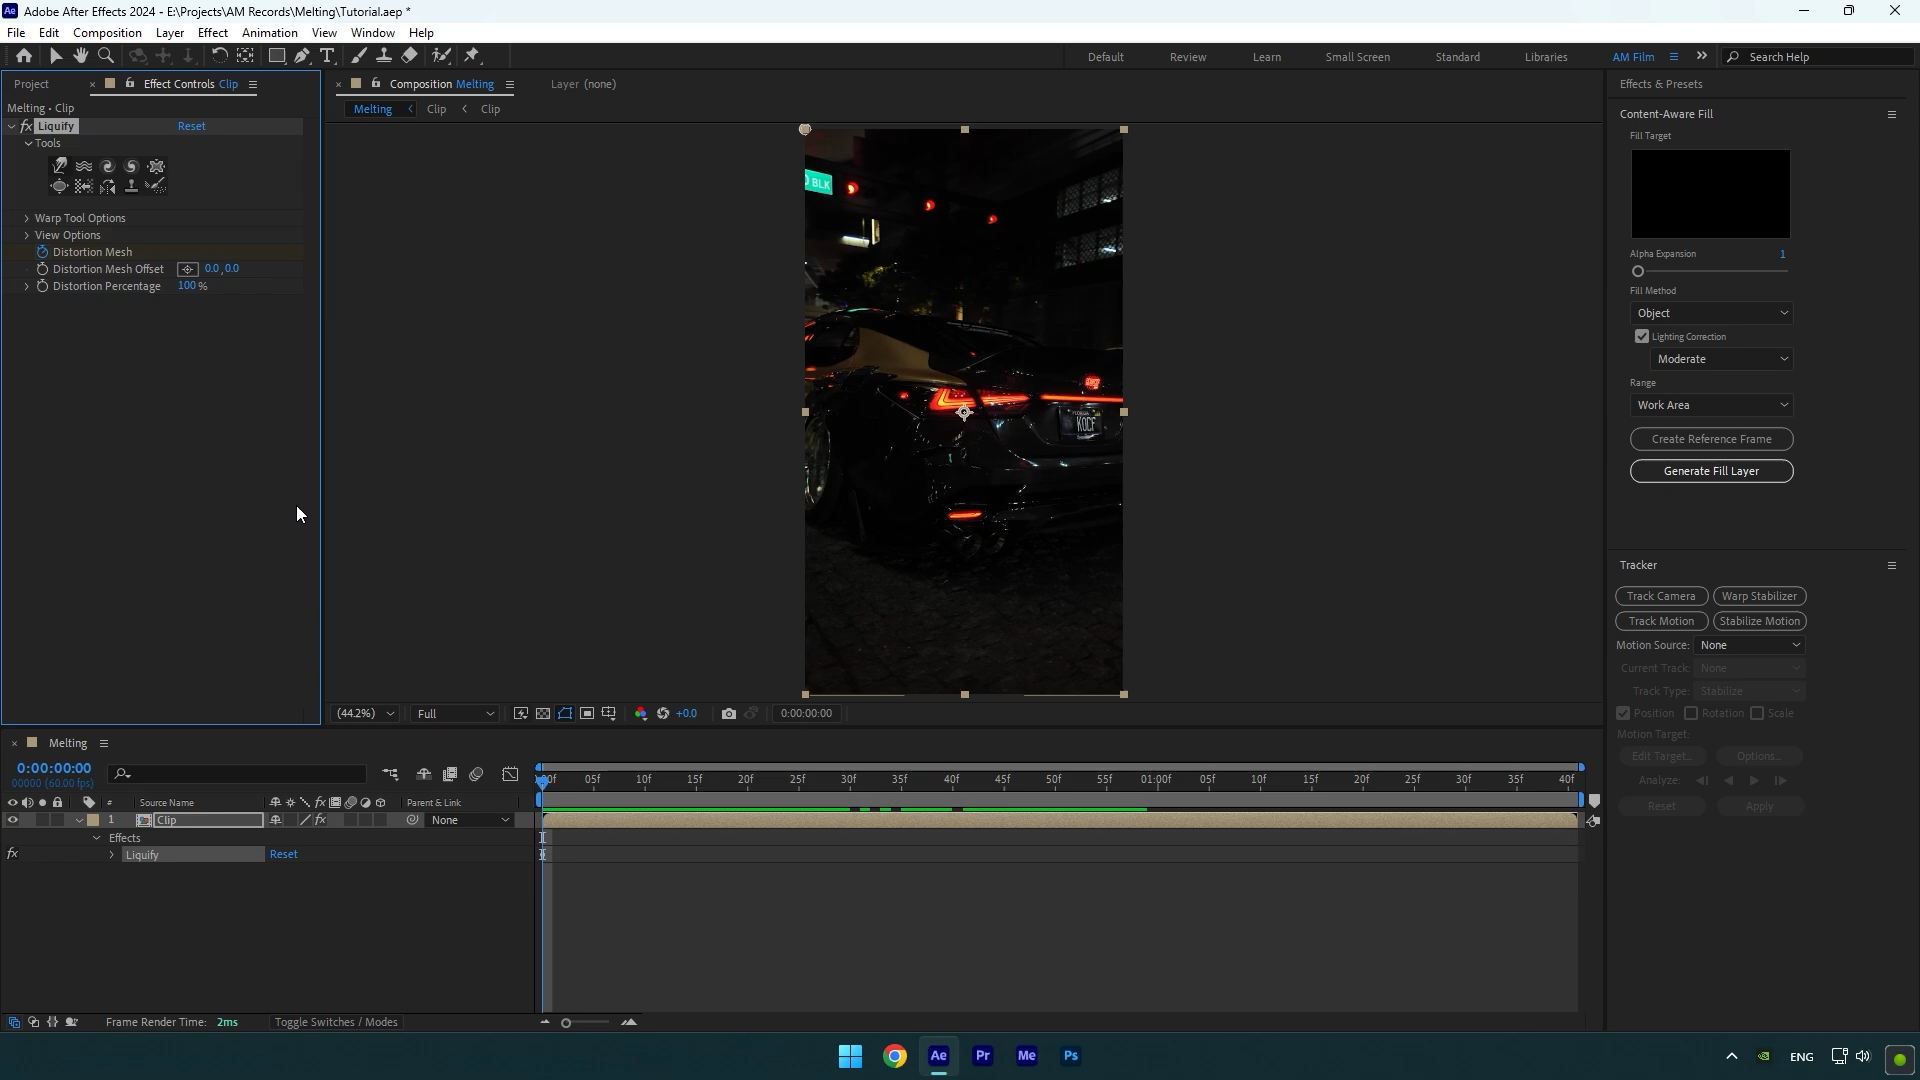 Adobe After Effects 2024 - E:\Projects\AM Records\Melting\Tutorial.aep *
File Edit Composition Layer Effect Animation View Window Help
Default Review Learn Small Screen Standard Libraries AM Film Search Help
Project Effect Controls Clip
Composition Melting Layer (none)
Effects & Presets
Melting • Clip
Melting Clip Clip
Liquify Reset
Tools
Warp Tool Options
View Options
Distortion Mesh
Distortion Mesh Offset 0.0,0.0
Distortion Percentage 100 %
BLK
FLORIDA
KOCF
Content-Aware Fill
Fill Target
Alpha Expansion 1
Fill Method
Object
Lighting Correction
Moderate
Range
Work Area
Create Reference Frame
Generate Fill Layer
Tracker
Track Camera Warp Stabilizer
Track Motion Stabilize Motion
Motion Source: None
Current Track: None
Track Type: Stabilize
Position Rotation Scale
Motion Target:
Edit Target... Options...
Analyze:
Reset Apply
(44.2%) Full +0.0 0:00:00:00
Melting
0:00:00:00
00000 (60.00 fps)
:00f 05f 10f 15f 20f 25f 30f 35f 40f 45f 50f 55f 01:00f 05f 10f 15f 20f 25f 30f 35f 40f
# Source Name Parent & Link
1 Clip None
Effects
Liquify Reset
Frame Render Time: 2ms Toggle Switches / Modes
Ae Pr Me Ps
ENG